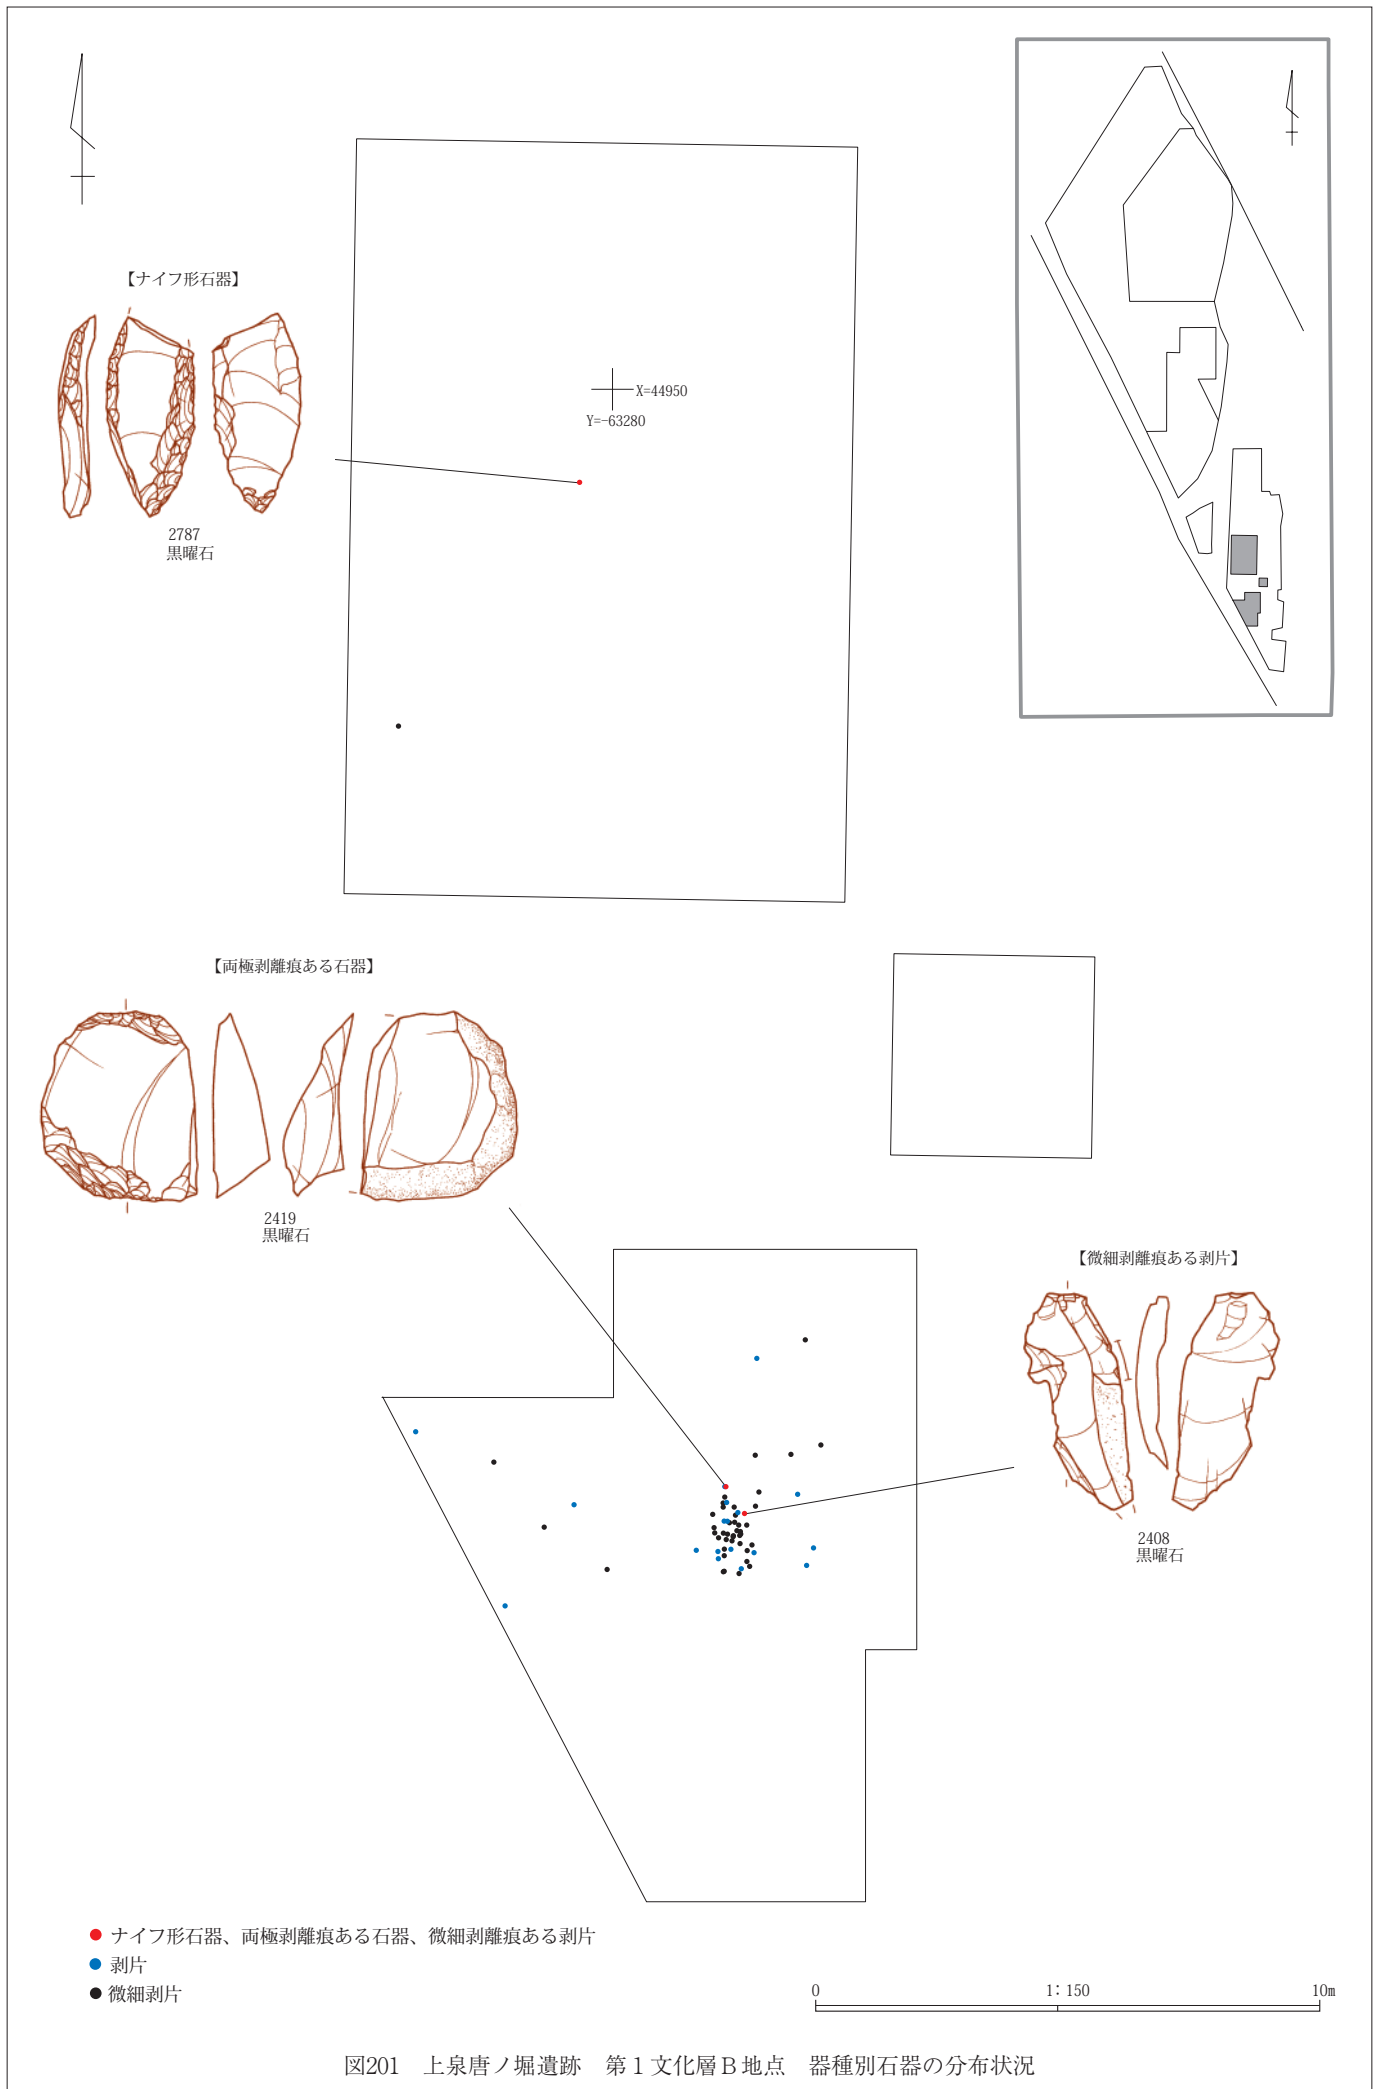 【ナイフ形石器】
X=44950
Y=-63280
2787
黒曜石
【両極剥離痕ある石器】
2419
黒曜石
【微細剥離痕ある剥片】
2408
黒曜石
ナイフ形石器、両極剥離痕ある石器、微細剥離痕ある剥片
剥片
微細剥片
0 1:150 10m
図201 上泉唐ノ堀遺跡 第1文化層B地点 器種別石器の分布状況